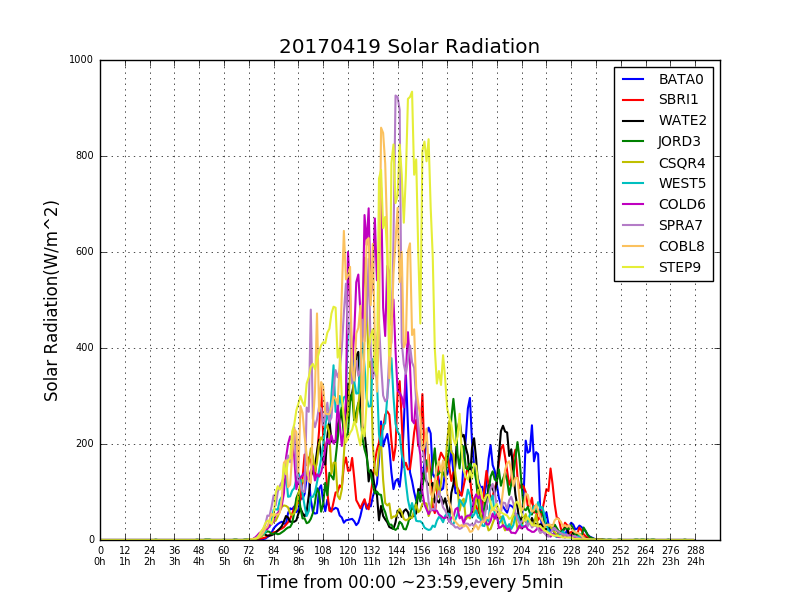 20170419 Solar Radiation
Solar Radiation(W/m^2)
1000
800
600
400
200
0
BATA0
SBRI1
WATE2
JORD3
CSQR4
WEST5
COLD6
SPRA7
COBL8
STEP9
0 12 24 36 48 60 72 84 96 108 120 132 144 156 168 180 192 204 216 228 240 252 264 276 288
0h 1h 2h 3h 4h 5h 6h 7h 8h 9h 10h 11h 12h 13h 14h 15h 16h 17h 18h 19h 20h 21h 22h 23h 24h
Time from 00:00 ~23:59,every 5min